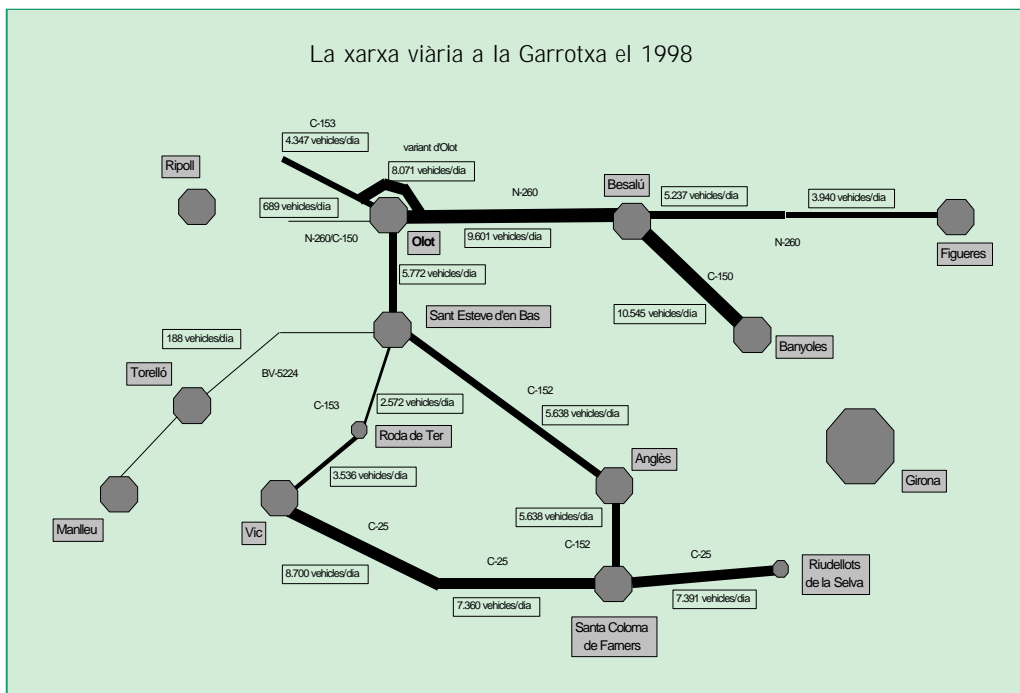 La xarxa viària a la Garrotxa el 1998
C-153
4.347 vehicles/dia
variant d'Olot
8.071 vehicles/dia
Ripoll
N-260
Besalú
5.237 vehicles/dia
3.940 vehicles/dia
689 vehicles/dia
N-260/C-150
Olot
9.601 vehicles/dia
N-260
Figueres
5.772 vehicles/dia
C-150
Sant Esteve d'en Bas
10.545 vehicles/dia
188 vehicles/dia
Banyoles
Torelló
BV-5224
C-152
C-153
2.572 vehicles/dia
5.638 vehicles/dia
Roda de Ter
Anglès
3.536 vehicles/dia
Girona
Manlleu
Vic
5.638 vehicles/dia
C-25
C-152
C-25
C-25
Riudellots
de la Selva
8.700 vehicles/dia
7.360 vehicles/dia
7.391 vehicles/dia
Santa Coloma
de Farners